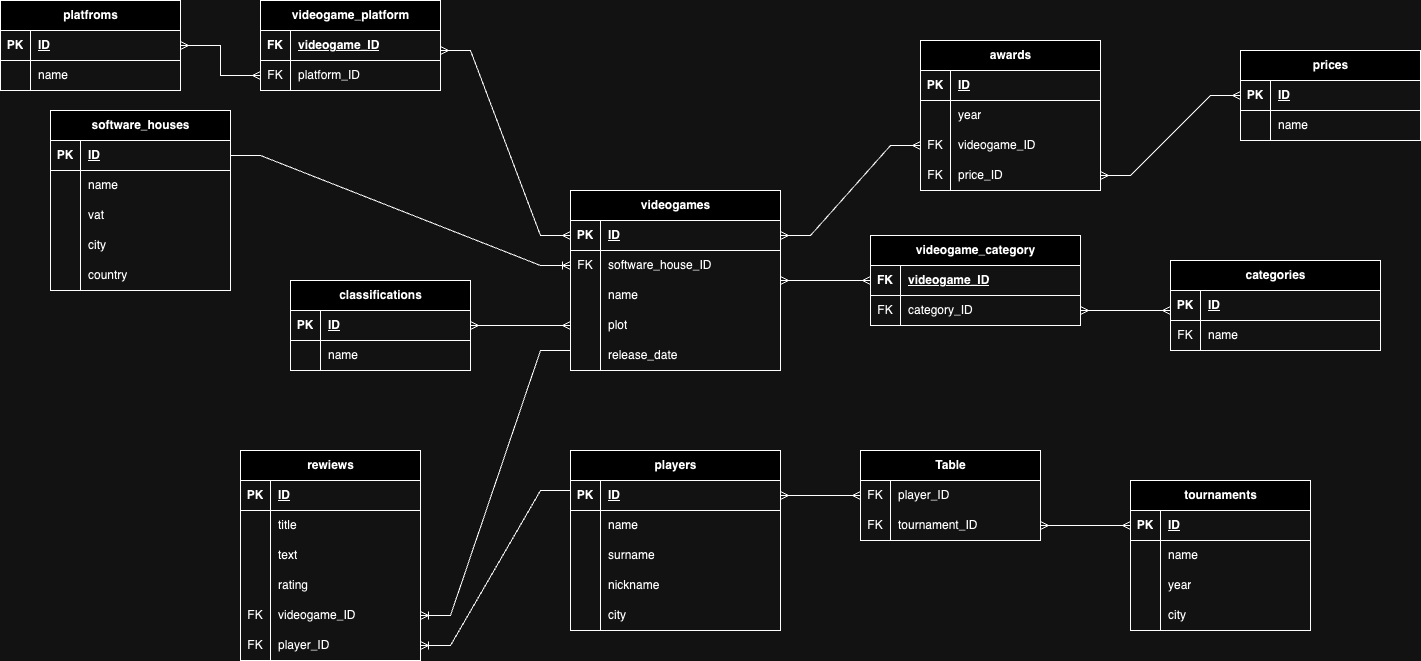 platfroms
PK ID
name
videogame_platform
FK videogame_ID
FK platform_ID
software_houses
PK ID
name
vat
city
country
classifications
PK ID
name
videogames
PK ID
FK software_house_ID
name
plot
release_date
awards
PK ID
year
FK videogame_ID
FK price_ID
prices
PK ID
name
videogame_category
FK videogame_ID
FK category_ID
categories
PK ID
FK name
rewiews
PK ID
title
text
rating
FK videogame_ID
FK player_ID
players
PK ID
name
surname
nickname
city
Table
FK player_ID
FK tournament_ID
tournaments
PK ID
name
year
city